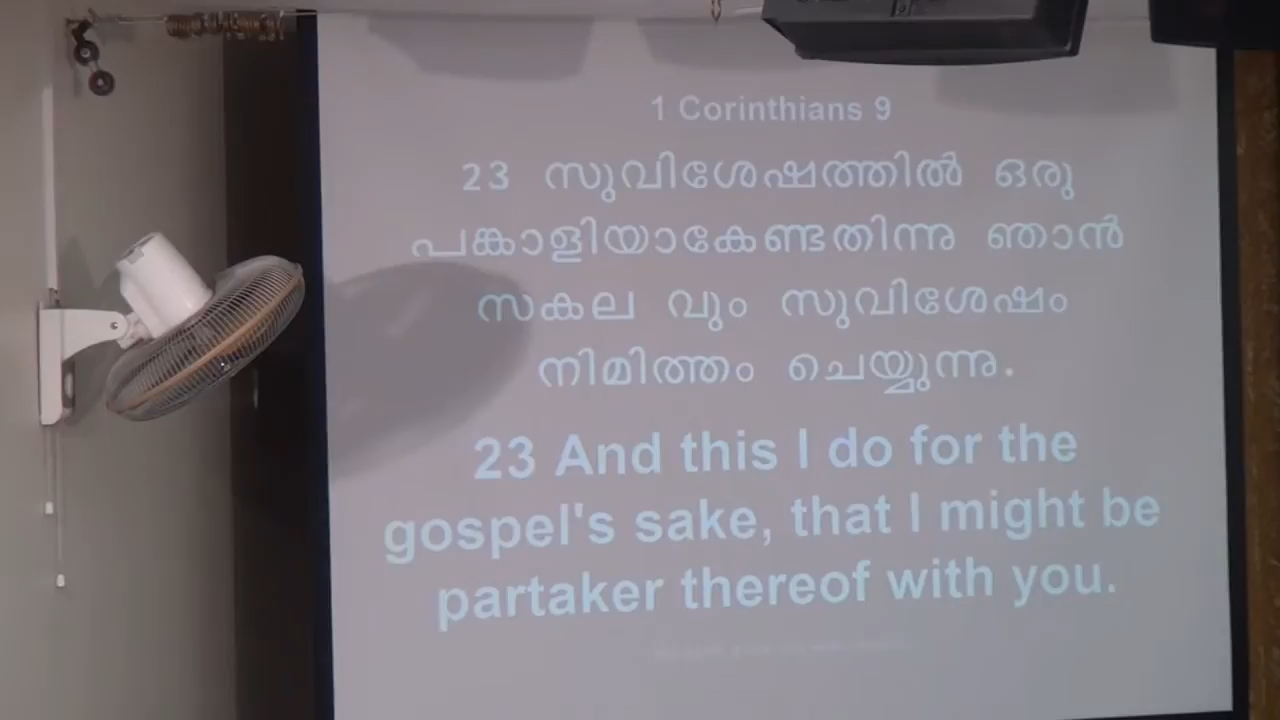 1 Corinthians 9
23 സുവിശേഷത്തിൽ ഒരു
പങ്കാളിയാകേണ്ടതിന്നു ഞാൻ
സകല വും സുവിശേഷം
നിമിത്തം ചെയ്യുന്നു.
23 And this I do for the
gospel's sake, that I might be
partaker thereof with you.